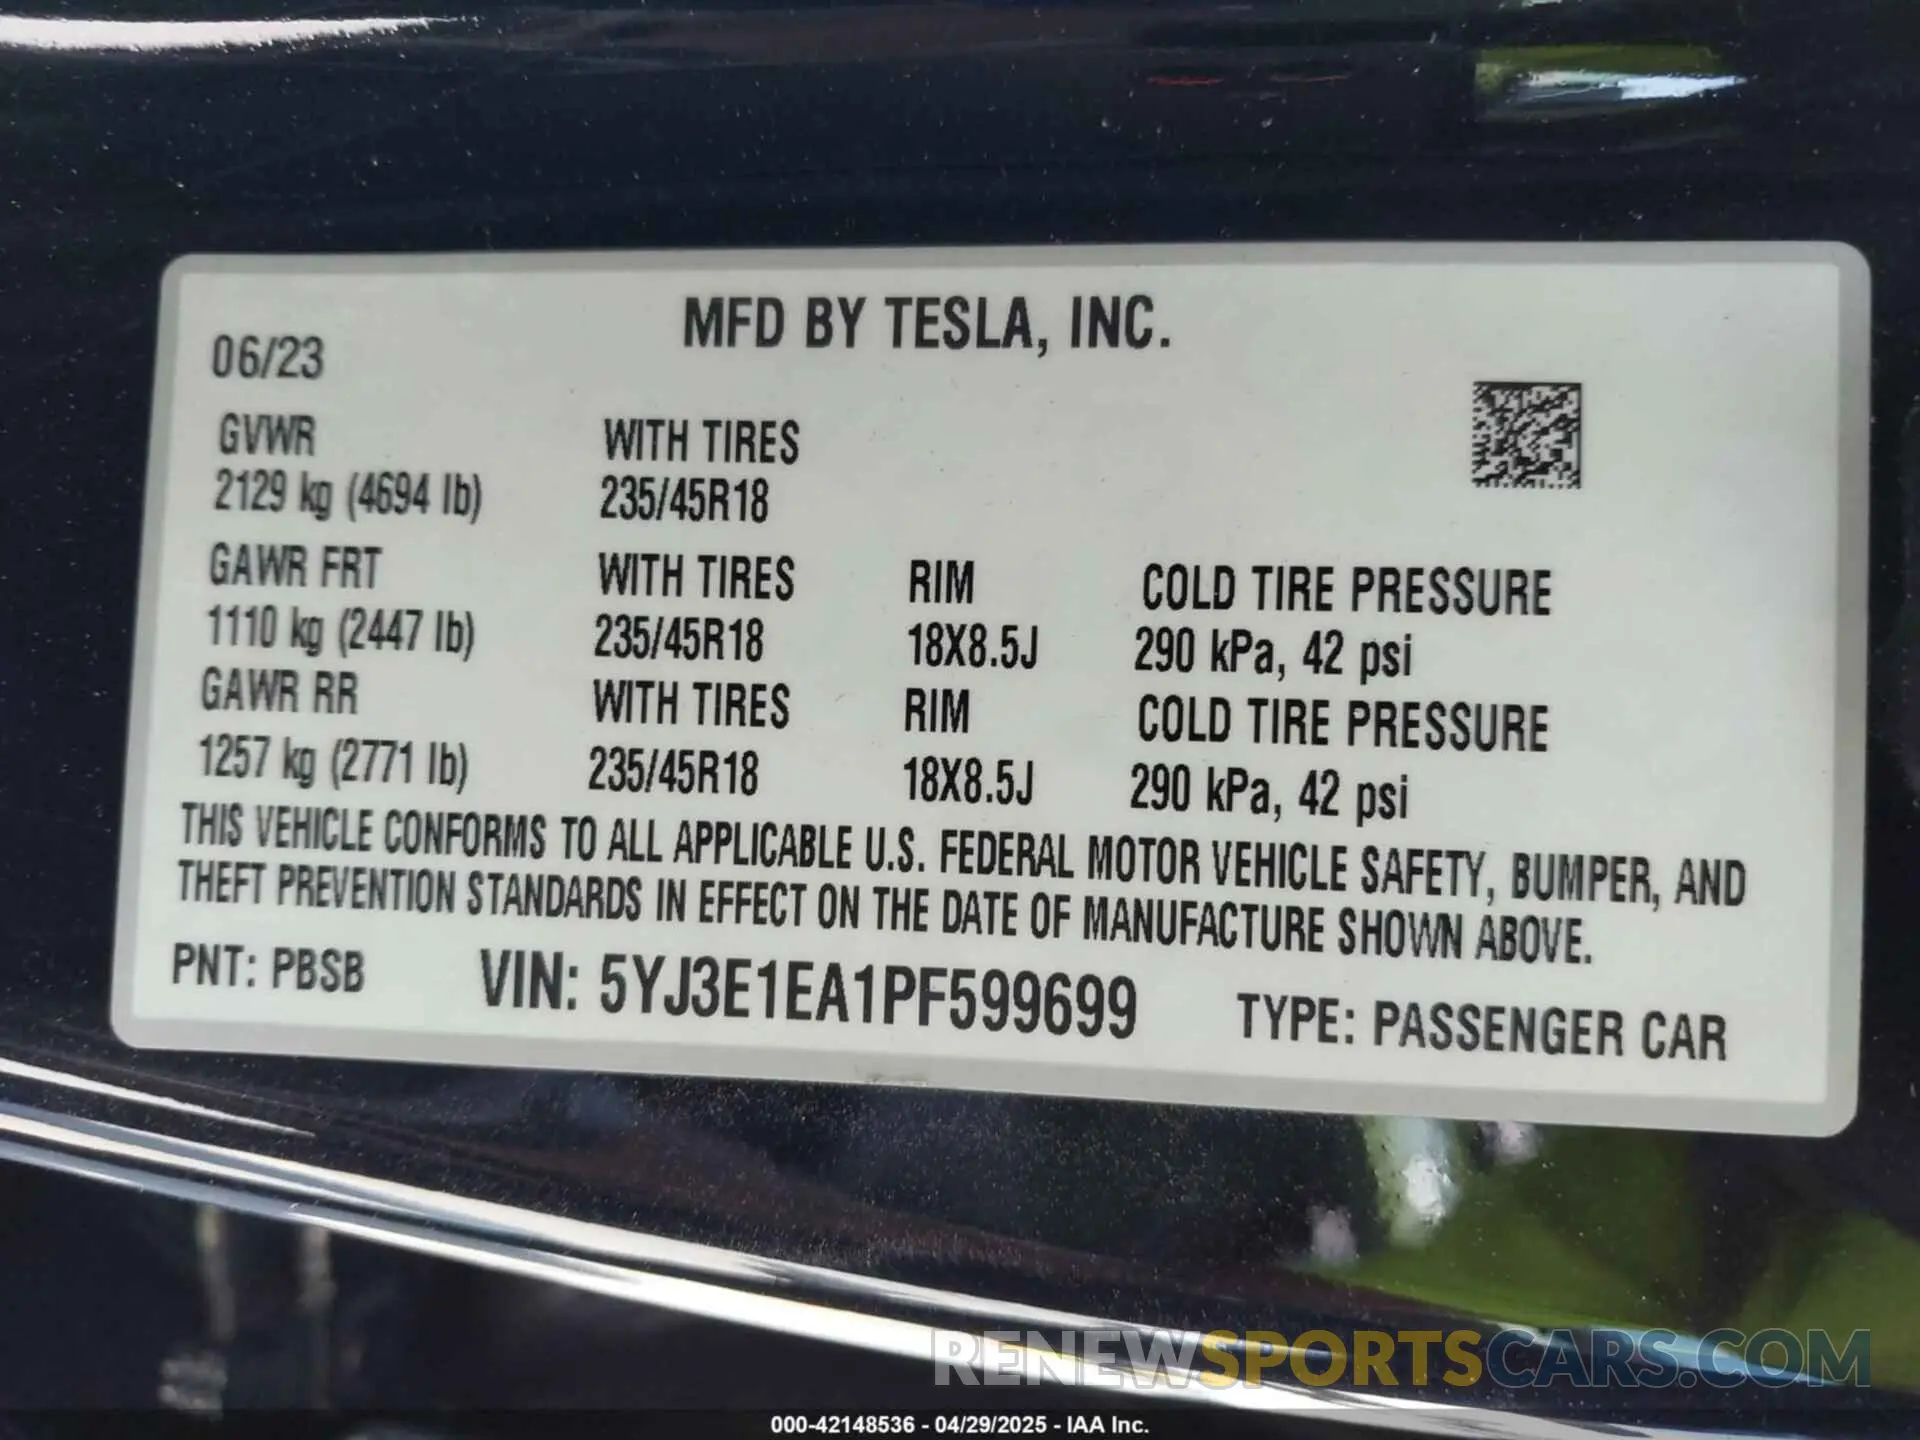 MFD BY TESLA, INC.
06/23
GVWR WITH TIRES
2129 kg (4694 lb) 235/45R18
GAWR FRT WITH TIRES RIM COLD TIRE PRESSURE
1110 kg (2447 lb) 235/45R18 18X8.5J 290 kPa, 42 psi
GAWR RR WITH TIRES RIM COLD TIRE PRESSURE
1257 kg (2771 lb) 235/45R18 18X8.5J 290 kPa, 42 psi
THIS VEHICLE CONFORMS TO ALL APPLICABLE U.S. FEDERAL MOTOR VEHICLE SAFETY, BUMPER, AND
THEFT PREVENTION STANDARDS IN EFFECT ON THE DATE OF MANUFACTURE SHOWN ABOVE.
PNT: PBSB VIN: 5YJ3E1EA1PF599699 TYPE: PASSENGER CAR
RENEWSPORTSCARS.COM
000-42148536 - 04/29/2025 - IAA Inc.